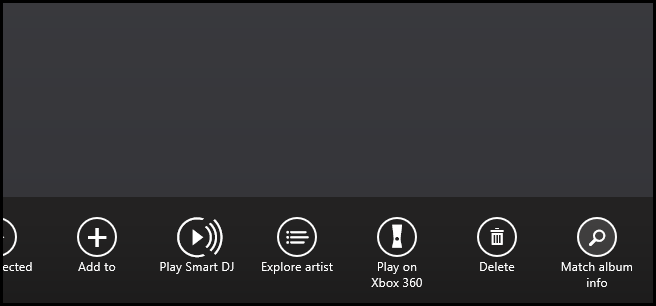 ected
Add to
Play Smart DJ
Explore artist
Play on
Xbox 360
Delete
Match album
info